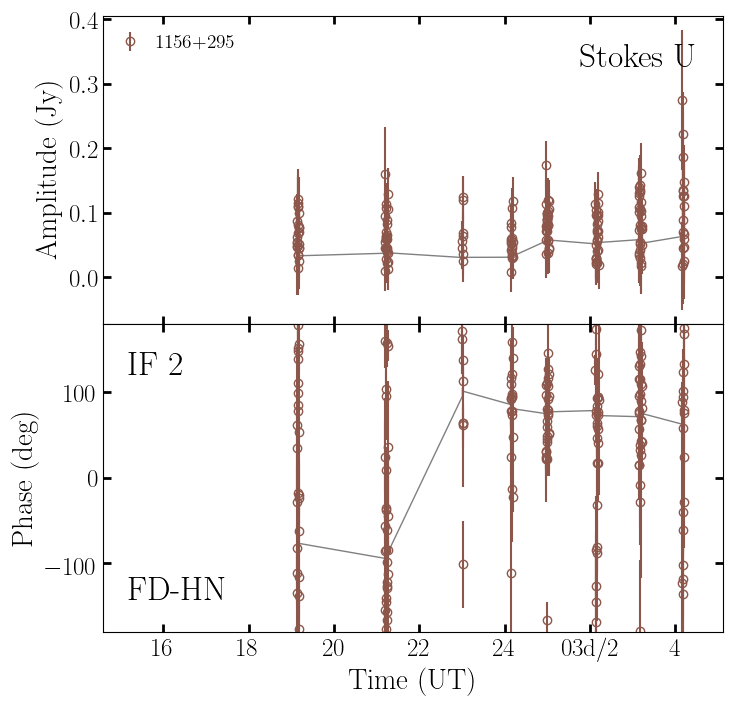 0.4
0.3
0.2
0.1
0.0
Amplitude (Jy)
1156+295
Stokes U
100
0
−100
Phase (deg)
IF 2
FD-HN
16 18 20 22 24 03d/2 4
Time (UT)